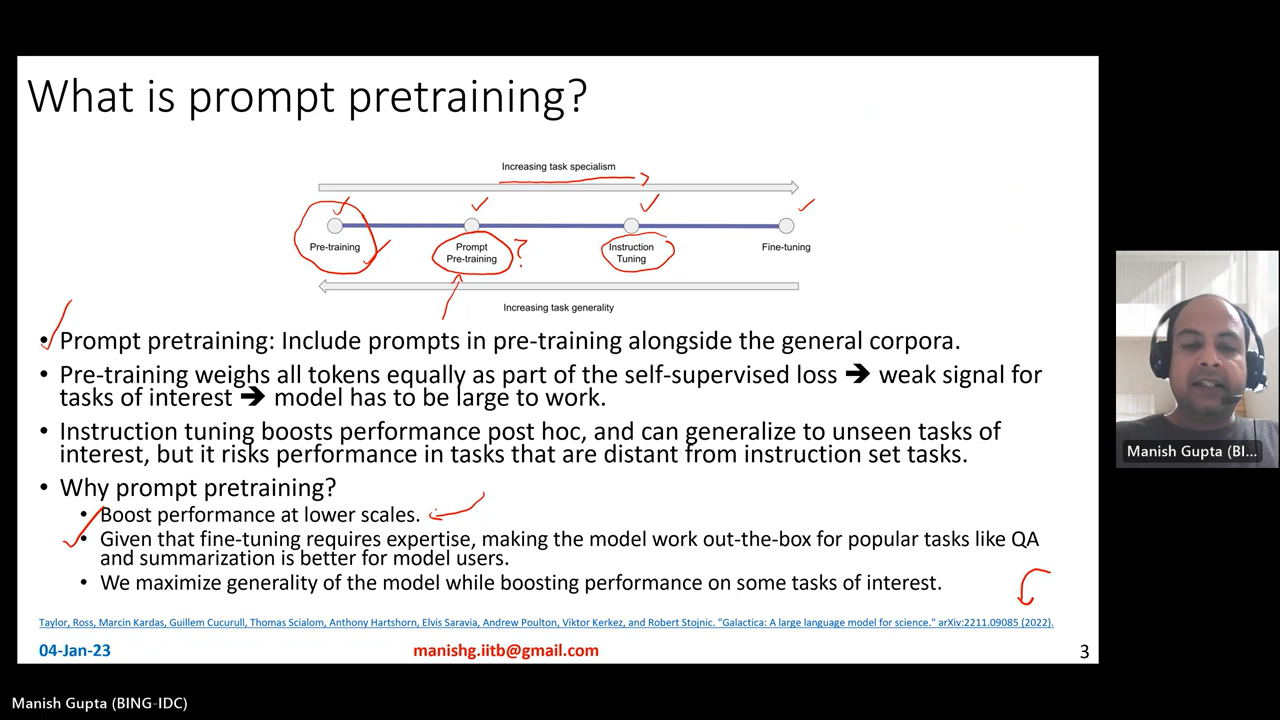 What is prompt pretraining?
Increasing task specialism
Pre-training
Prompt
Pre-training
?
Instruction
Tuning
Fine-tuning
Increasing task generality
• Prompt pretraining: Include prompts in pre-training alongside the general corpora.
• Pre-training weighs all tokens equally as part of the self-supervised loss ➔ weak signal for
tasks of interest ➔ model has to be large to work.
• Instruction tuning boosts performance post hoc, and can generalize to unseen tasks of
interest, but it risks performance in tasks that are distant from instruction set tasks.
• Why prompt pretraining?
• Boost performance at lower scales.
• Given that fine-tuning requires expertise, making the model work out-the-box for popular tasks like QA
and summarization is better for model users.
• We maximize generality of the model while boosting performance on some tasks of interest.
Taylor, Ross, Marcin Kardas, Guillem Cucurull, Thomas Scialom, Anthony Hartshorn, Elvis Saravia, Andrew Poulton, Viktor Kerkez, and Robert Stojnic. "Galactica: A large language model for science." arXiv:2211.09085 (2022).
04-Jan-23
manishg.iitb@gmail.com
3
Manish Gupta (BI...
Manish Gupta (BING-IDC)